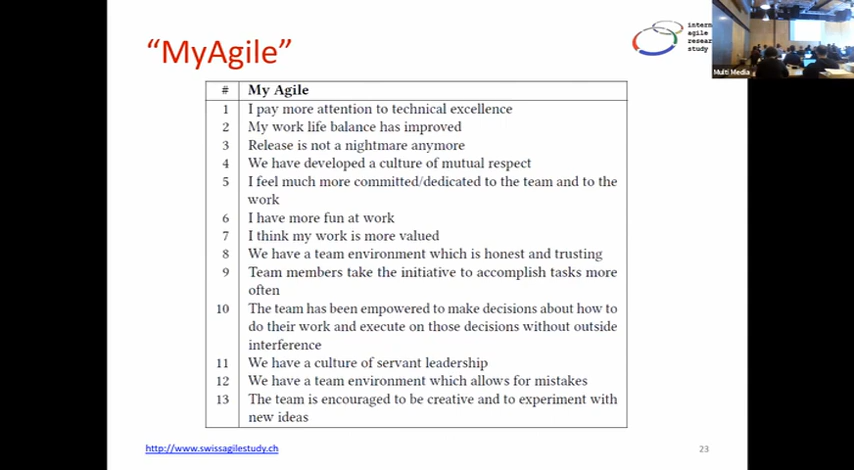 "MyAgile"
intern
agile
resear
study
Multi Media
# My Agile
1 I pay more attention to technical excellence
2 My work life balance has improved
3 Release is not a nightmare anymore
4 We have developed a culture of mutual respect
5 I feel much more committed/dedicated to the team and to the
work
6 I have more fun at work
7 I think my work is more valued
8 We have a team environment which is honest and trusting
9 Team members take the initiative to accomplish tasks more
often
10 The team has been empowered to make decisions about how to
do their work and execute on those decisions without outside
interference
11 We have a culture of servant leadership
12 We have a team environment which allows for mistakes
13 The team is encouraged to be creative and to experiment with
new ideas
http://www.swissagilestudy.ch
23